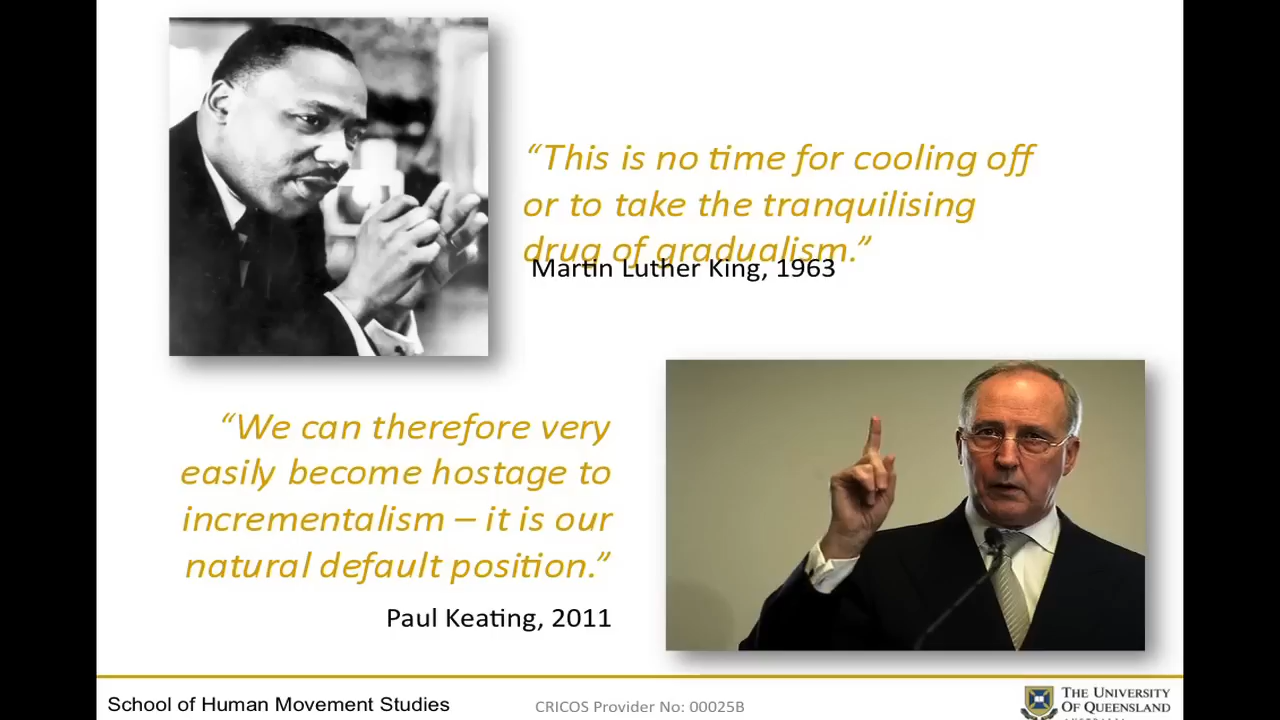 “This is no time for cooling off
or to take the tranquilising
drug of gradualism.”
Martin Luther King, 1963
“We can therefore very
easily become hostage to
incrementalism – it is our
natural default position.”
Paul Keating, 2011
School of Human Movement Studies
CRICOS Provider No: 00025B
THE UNIVERSITY
OF QUEENSLAND